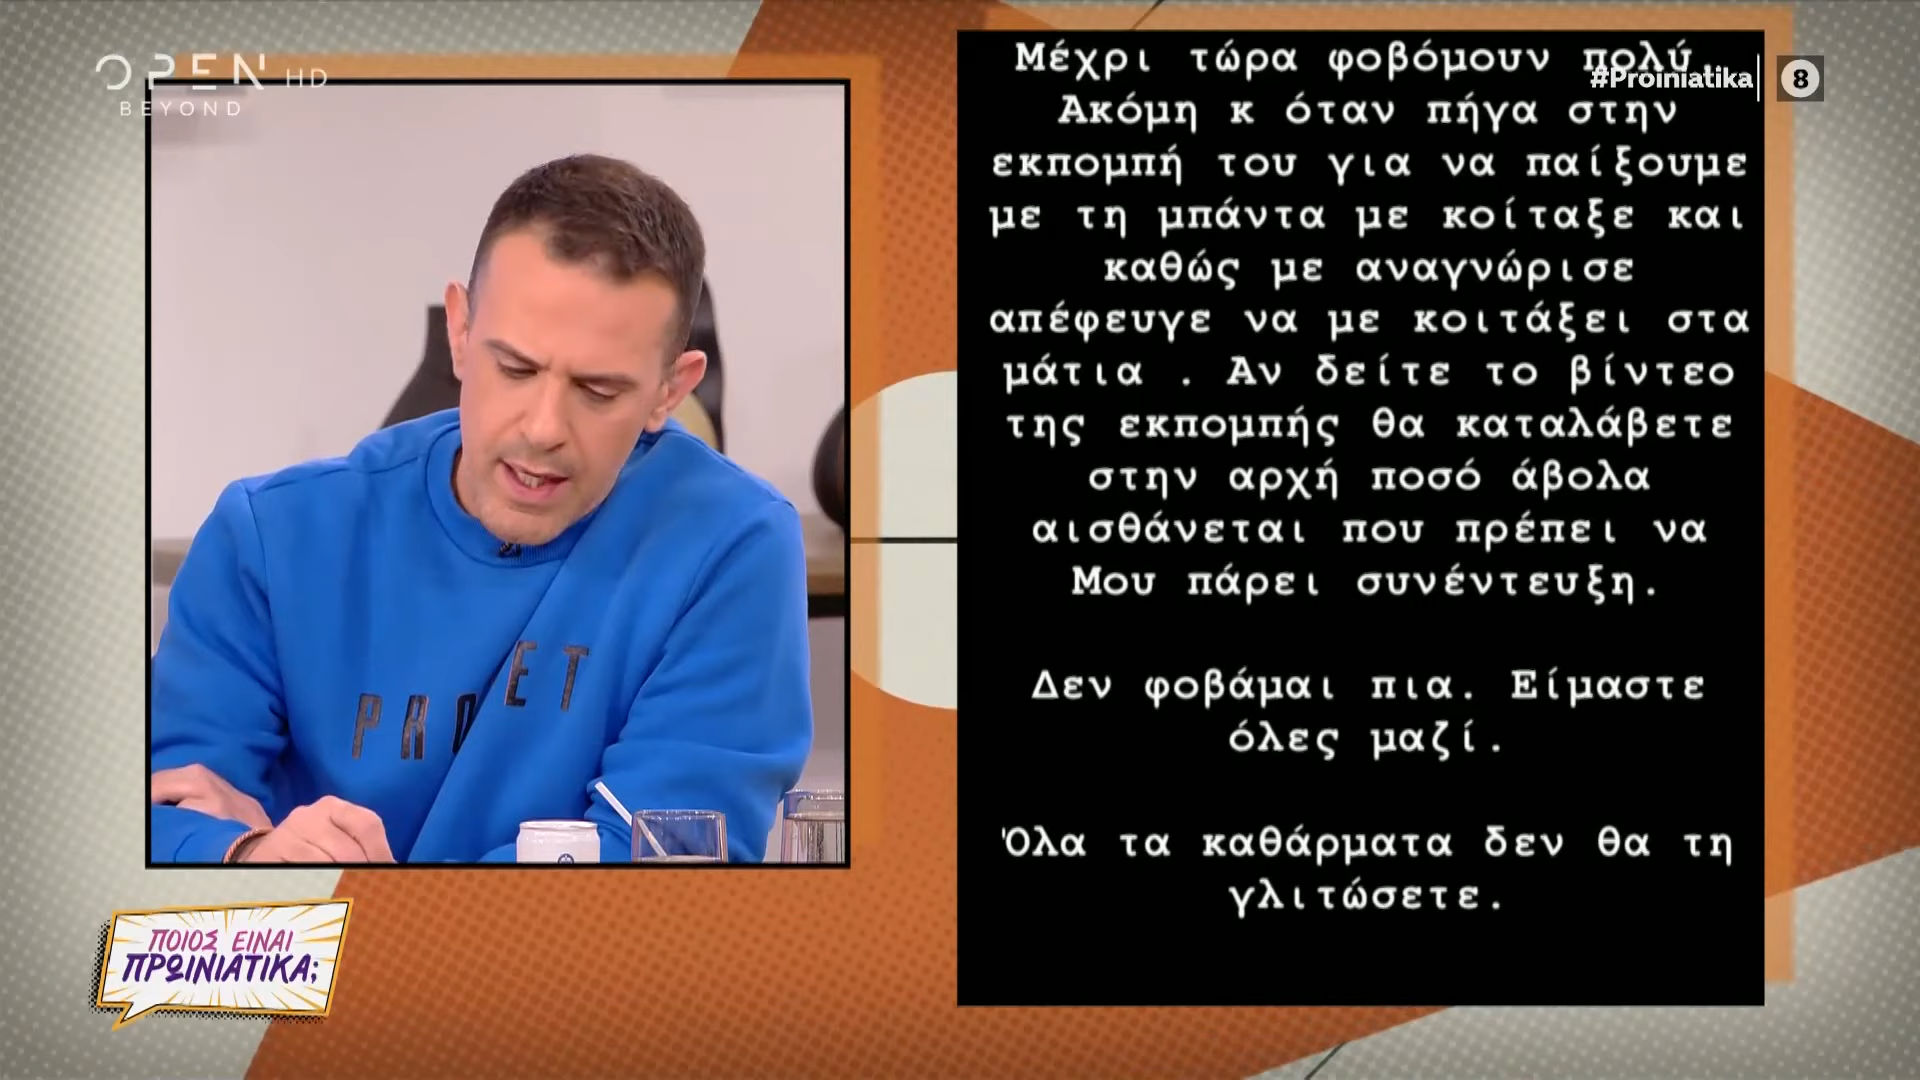 OPEN HD
BEYOND
#Proiniatika 8
Μέχρι τώρα φοβόμουν πολύ.
Ακόμη κ όταν πήγα στην
εκπομπή του για να παίξουμε
με τη μπάντα με κοίταξε και
καθώς με αναγνώρισε
απέφευγε να με κοιτάξει στα
μάτια . Αν δείτε το βίντεο
της εκπομπής θα καταλάβετε
στην αρχή ποσό άβολα
αισθάνεται που πρέπει να
Μου πάρει συνέντευξη.
Δεν φοβάμαι πια. Είμαστε
όλες μαζί.
Όλα τα καθάρματα δεν θα τη
γλιτώσετε.
ΠΟΙΟΣ ΕΙΝΑΙ
ΠΡΩΙΝΙΑΤΙΚΑ;